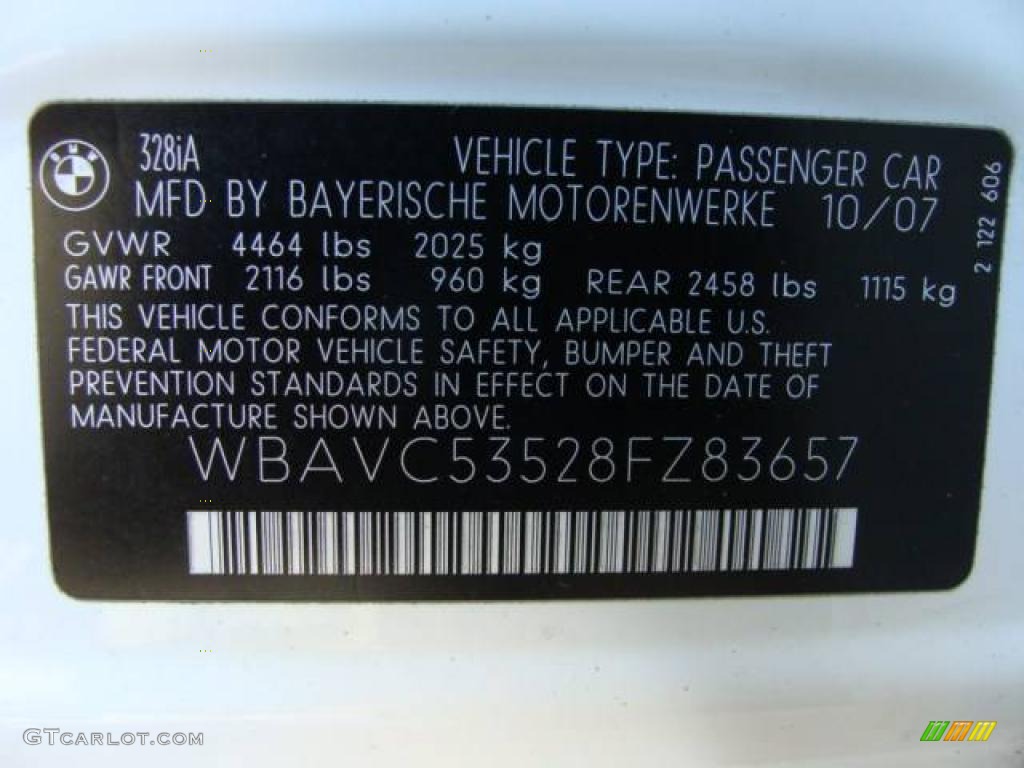 328iA VEHICLE TYPE: PASSENGER CAR
MFD BY BAYERISCHE MOTORENWERKE 10/07
GVWR 4464 lbs 2025 kg
GAWR FRONT 2116 lbs 960 kg REAR 2458 lbs 1115 kg
THIS VEHICLE CONFORMS TO ALL APPLICABLE U.S.
FEDERAL MOTOR VEHICLE SAFETY, BUMPER AND THEFT
PREVENTION STANDARDS IN EFFECT ON THE DATE OF
MANUFACTURE SHOWN ABOVE.
WBAVC53528FZ83657
2 122 606
BMW
GTCARLOT.COM